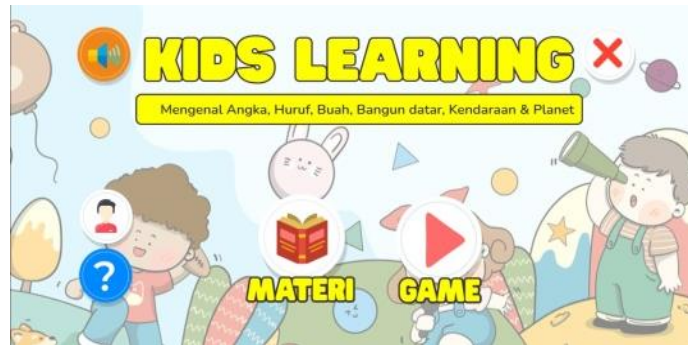 KIDS LEARNING
Mengenal Angka, Huruf, Buah, Bangun datar, Kendaraan & Planet
?
MATERI GAME